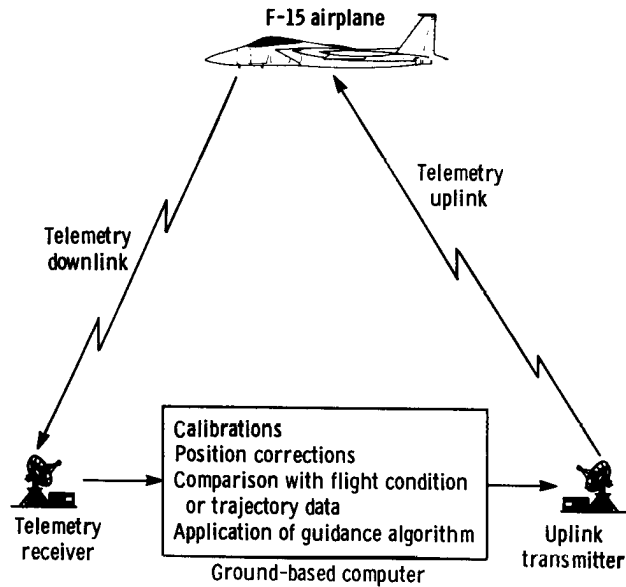 F-15 airplane
Telemetry
uplink
Telemetry
downlink
Calibrations
Position corrections
Comparison with flight condition
or trajectory data
Application of guidance algorithm
Telemetry
receiver
Ground-based computer
Uplink
transmitter